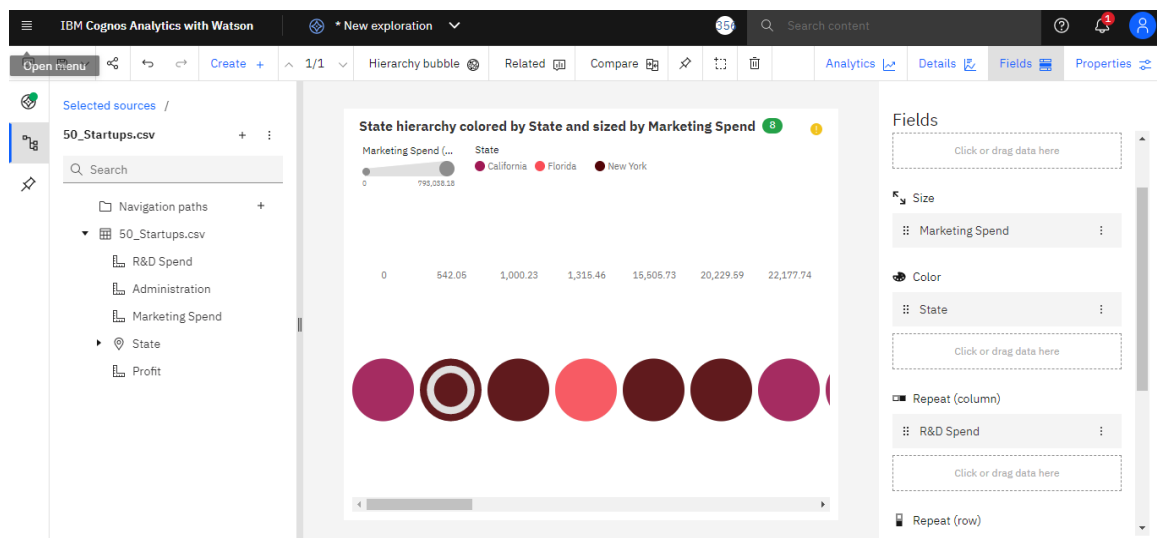 IBM Cognos Analytics with Watson
* New exploration
356
Search content
1
Open menu
Create +
1/1
Hierarchy bubble
Related
Compare
Analytics
Details
Fields
Properties
Selected sources /
50_Startups.csv
Search
Navigation paths
50_Startups.csv
R&D Spend
Administration
Marketing Spend
State
Profit
State hierarchy colored by State and sized by Marketing Spend 8
Marketing Spend (... State
California Florida New York
0 793,038.18
0 542.05 1,000.23 1,315.46 15,505.73 20,229.59 22,177.74
Fields
Click or drag data here
Size
Marketing Spend
Color
State
Click or drag data here
Repeat (column)
R&D Spend
Click or drag data here
Repeat (row)